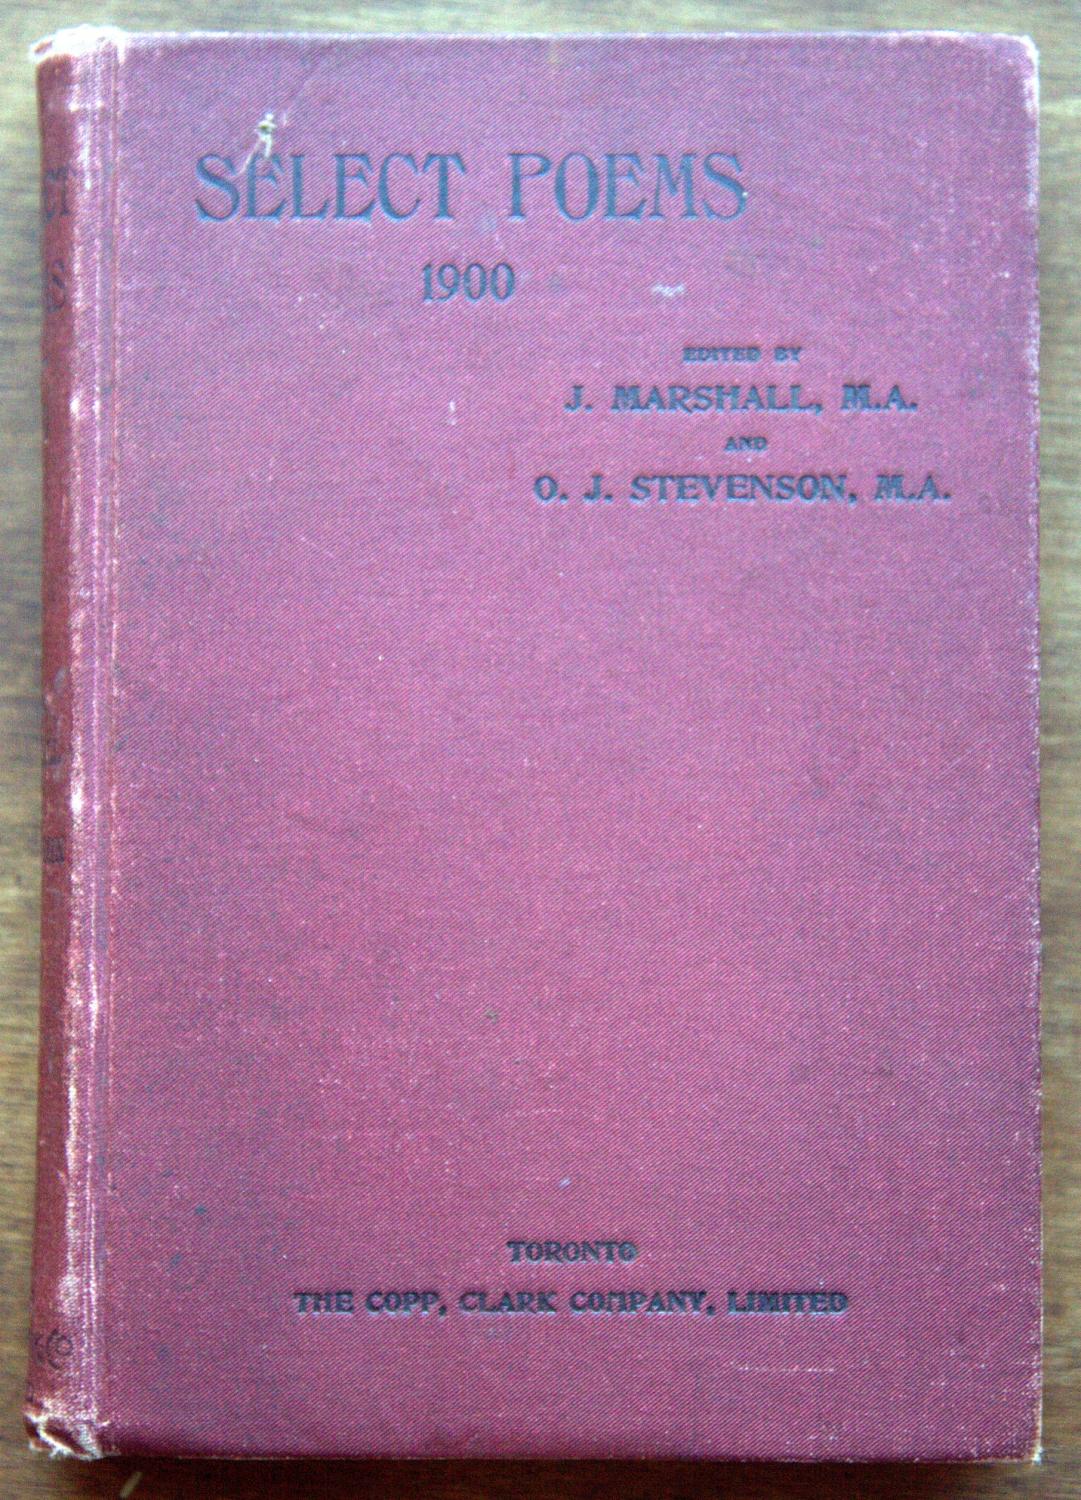 SELECT POEMS
1900
EDITED BY
J. MARSHALL, M.A.
AND
O. J. STEVENSON, M.A.
TORONTO
THE COPP, CLARK COMPANY, LIMITED